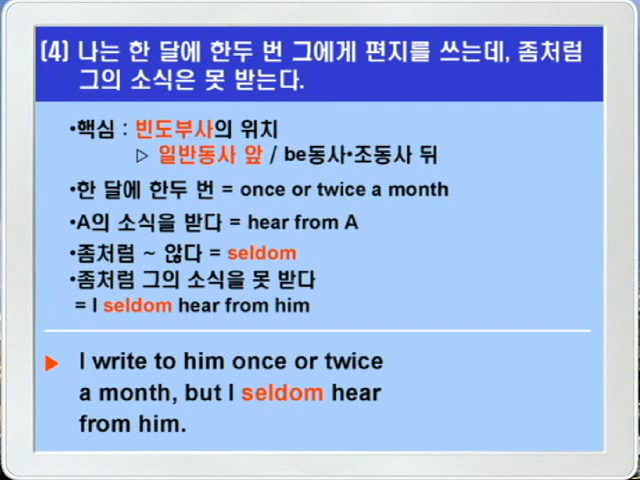 (4) 나는 한 달에 한두 번 그에게 편지를 쓰는데, 좀처럼
그의 소식은 못 받는다.
•핵심 : 빈도부사의 위치
▷ 일반동사 앞 / be동사•조동사 뒤
•한 달에 한두 번 = once or twice a month
•A의 소식을 받다 = hear from A
•좀처럼 ~ 않다 = seldom
•좀처럼 그의 소식을 못 받다
= I seldom hear from him
▶ I write to him once or twice
a month, but I seldom hear
from him.